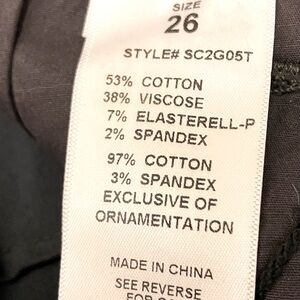 SIZE
26
STYLE# SC2G05T
53% COTTON
38% VISCOSE
7% ELASTERELL-P
2% SPANDEX
97% COTTON
3% SPANDEX
EXCLUSIVE OF
ORNAMENTATION
MADE IN CHINA
SEE REVERSE
FOR